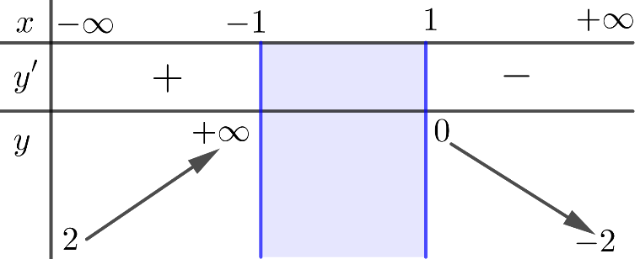 x −∞ −1 1 +∞
y′ + −
y +∞ 0
2 −2